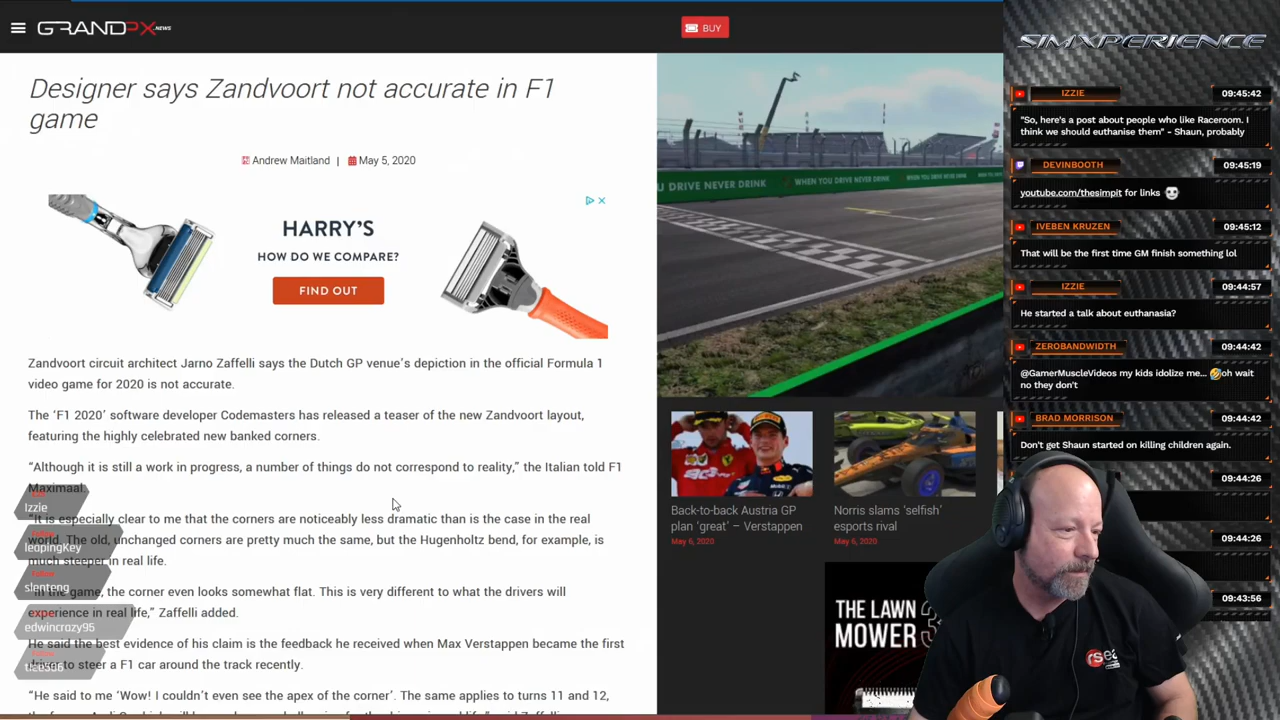 GRANDPX NEWS
BUY
Designer says Zandvoort not accurate in F1
game
Andrew Maitland | May 5, 2020
HARRY'S
HOW DO WE COMPARE?
FIND OUT
Zandvoort circuit architect Jarno Zaffelli says the Dutch GP venue's depiction in the official Formula 1
video game for 2020 is not accurate.
The 'F1 2020' software developer Codemasters has released a teaser of the new Zandvoort layout,
featuring the highly celebrated new banked corners.
"Although it is still a work in progress, a number of things do not correspond to reality," the Italian told F1
Maximaal.
"It is especially clear to me that the corners are noticeably less dramatic than is the case in the real
world. The old, unchanged corners are pretty much the same, but the Hugenholtz bend, for example, is
much steeper in real life.
"In the game, the corner even looks somewhat flat. This is very different to what the drivers will
experience in real life," Zaffelli added.
He said the best evidence of his claim is the feedback he received when Max Verstappen became the first
driver to steer a F1 car around the track recently.
"He said to me 'Wow! I couldn't even see the apex of the corner'. The same applies to turns 11 and 12,
Izzie
leapingKey
slenteng
edwincrazy95
YOU DRIVE NEVER DRINK
WHEN YOU DRIVE NEVER DRINK
WHEN YOU DRIVE NEVER DRINK
Back-to-back Austria GP
plan 'great' – Verstappen
May 6, 2020
Norris slams 'selfish'
esports rival
May 6, 2020
THE LAWN
MOWER
SIMXPERIENCE
IZZIE 09:45:42
"So, here's a post about people who like Raceroom. I
think we should euthanise them" - Shaun, probably
DEVINBOOTH 09:45:19
youtube.com/thesimpit for links
IVEBEN KRUZEN 09:45:12
That will be the first time GM finish something lol
IZZIE 09:44:57
He started a talk about euthanasia?
ZEROBANDWIDTH 09:44:42
@GamerMuscleVideos my kids idolize me... oh wait
no they don't
BRAD MORRISON 09:44:42
Don't get Shaun started on killing children again.
09:44:26
09:44:26
09:43:56